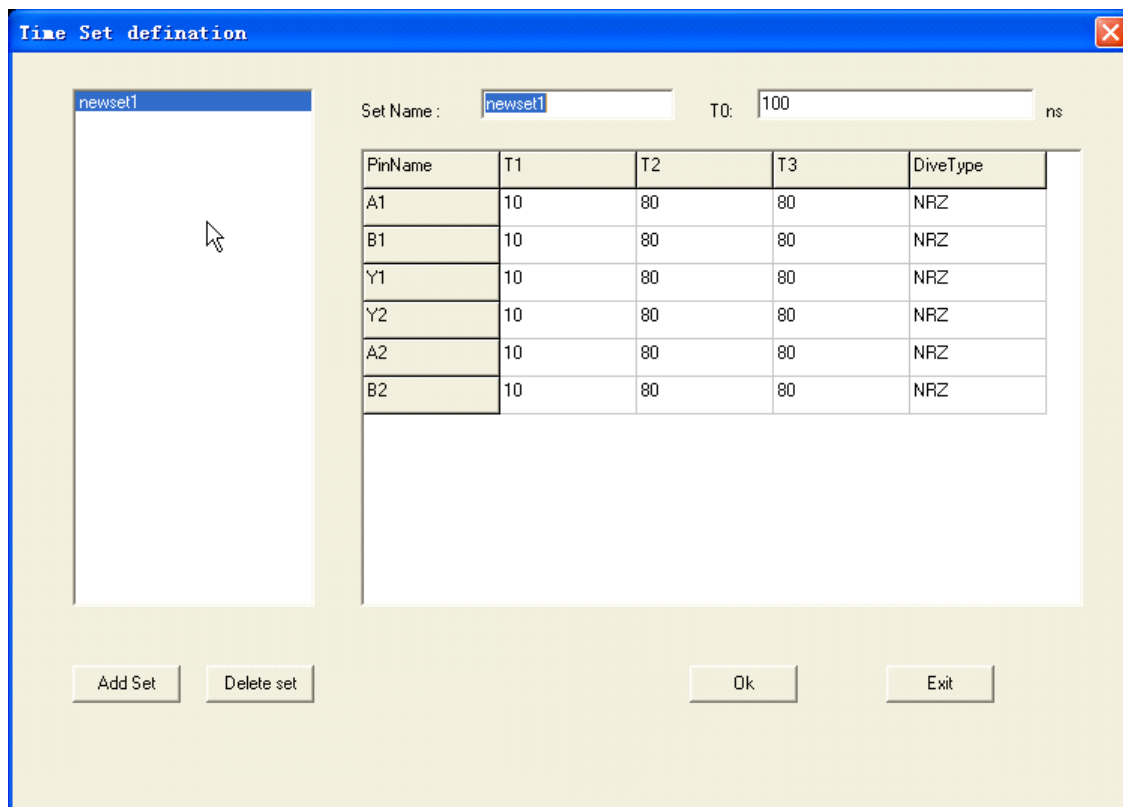 Time Set defination
newset1
Set Name : newset1 T0: 100 ns
PinName T1 T2 T3 DiveType
A1 10 80 80 NRZ
B1 10 80 80 NRZ
Y1 10 80 80 NRZ
Y2 10 80 80 NRZ
A2 10 80 80 NRZ
B2 10 80 80 NRZ
Add Set Delete set Ok Exit